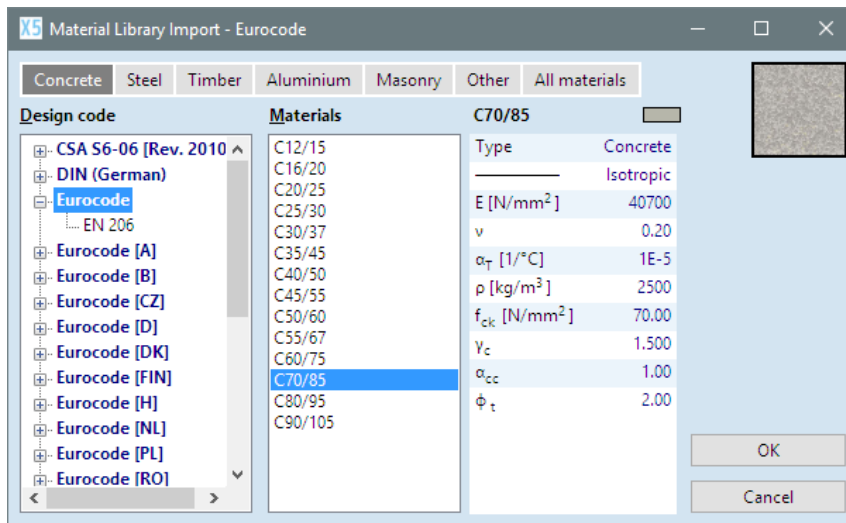 X5 Material Library Import - Eurocode
Concrete Steel Timber Aluminium Masonry Other All materials
Design code
CSA S6-06 [Rev. 2010
DIN (German)
Eurocode
EN 206
Eurocode [A]
Eurocode [B]
Eurocode [CZ]
Eurocode [D]
Eurocode [DK]
Eurocode [FIN]
Eurocode [H]
Eurocode [NL]
Eurocode [PL]
Eurocode [RO]
Materials
C12/15
C16/20
C20/25
C25/30
C30/37
C35/45
C40/50
C45/55
C50/60
C55/67
C60/75
C70/85
C80/95
C90/105
C70/85
Type Concrete
Isotropic
E [N/mm²] 40700
ν 0.20
α_T [1/°C] 1E-5
ρ [kg/m³] 2500
f_ck [N/mm²] 70.00
γ_c 1.500
α_cc 1.00
ϕ_t 2.00
OK
Cancel